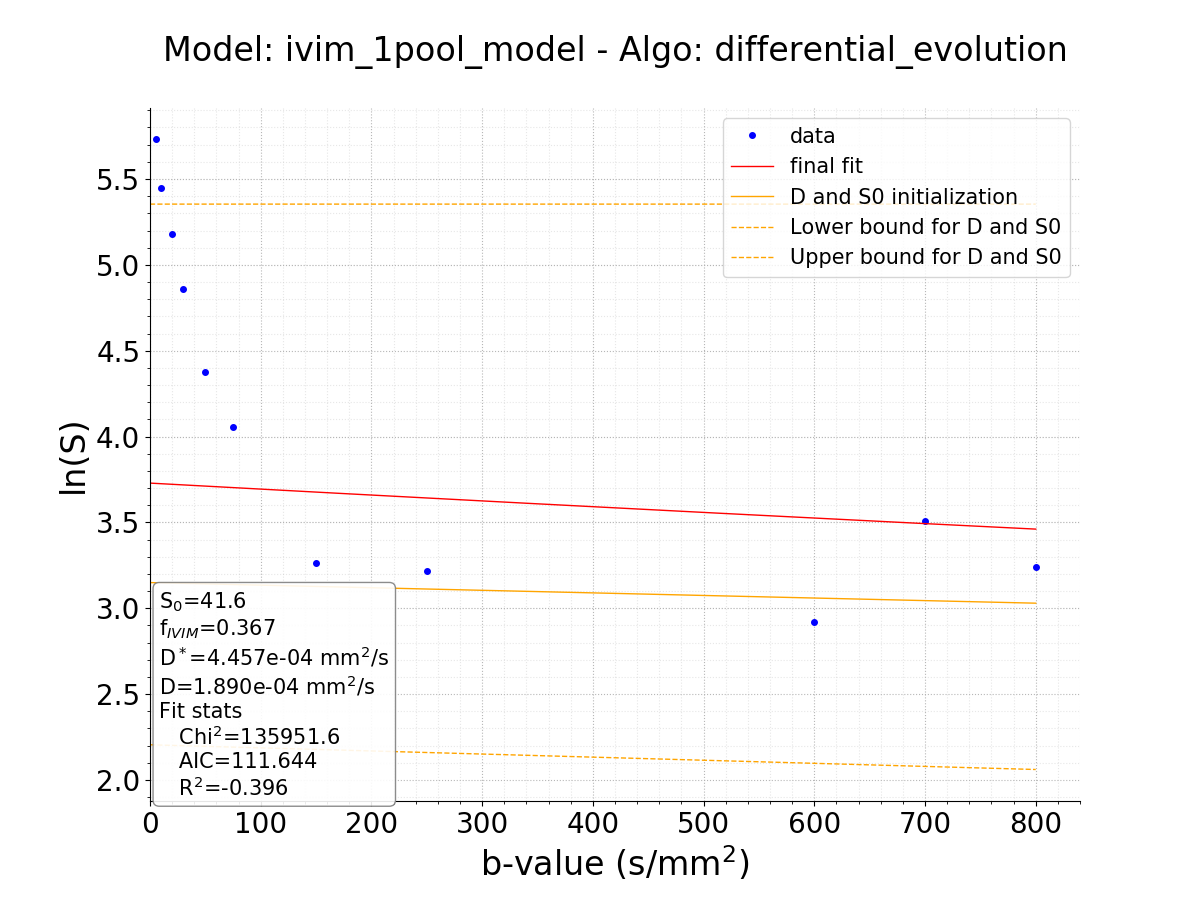 Model: ivim_1pool_model - Algo: differential_evolution
data
final fit
D and S0 initialization
Lower bound for D and S0
Upper bound for D and S0
ln(S)
5.5
5.0
4.5
4.0
3.5
3.0
2.5
2.0
S₀=41.6
f_IVIM=0.367
D*=4.457e-04 mm²/s
D=1.890e-04 mm²/s
Fit stats
Chi²=135951.6
AIC=111.644
R²=-0.396
0 100 200 300 400 500 600 700 800
b-value (s/mm²)